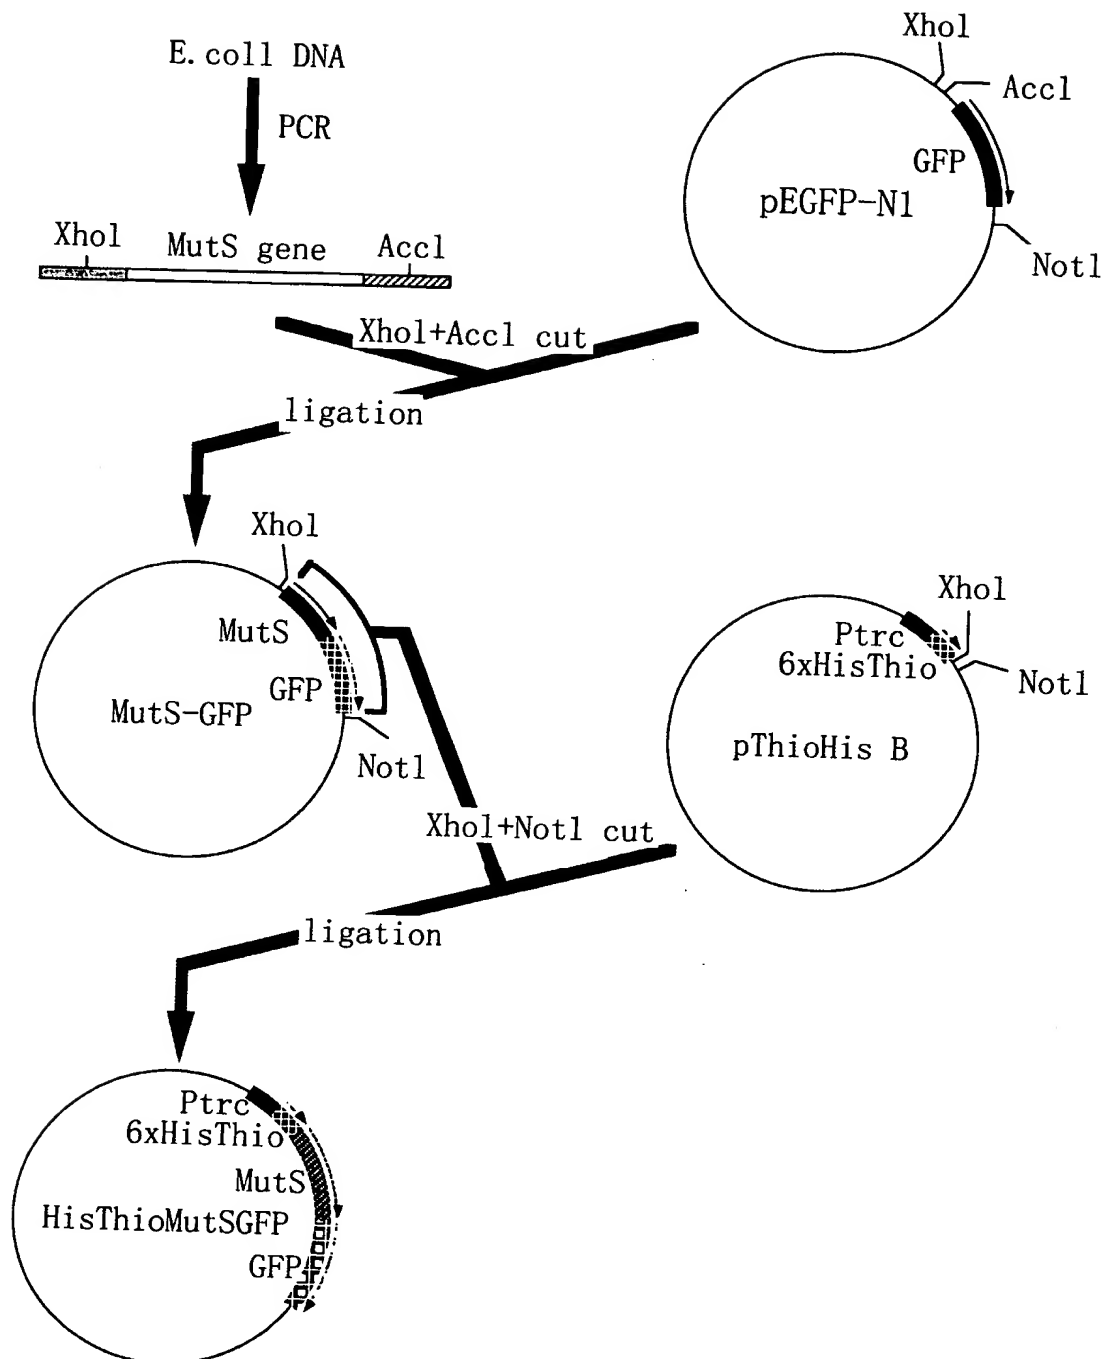 E.coll DNA
PCR
Xhol
MutS gene
Accl
Xhol
Accl
GFP
pEGFP-N1
Notl
Xhol+Accl cut
ligation
Xhol
MutS
GFP
MutS-GFP
Notl
Xhol
Ptrc
6xHisThio
Notl
pThioHis B
Xhol+Notl cut
ligation
Ptrc
6xHisThio
MutS
HisThioMutSGFP
GFP